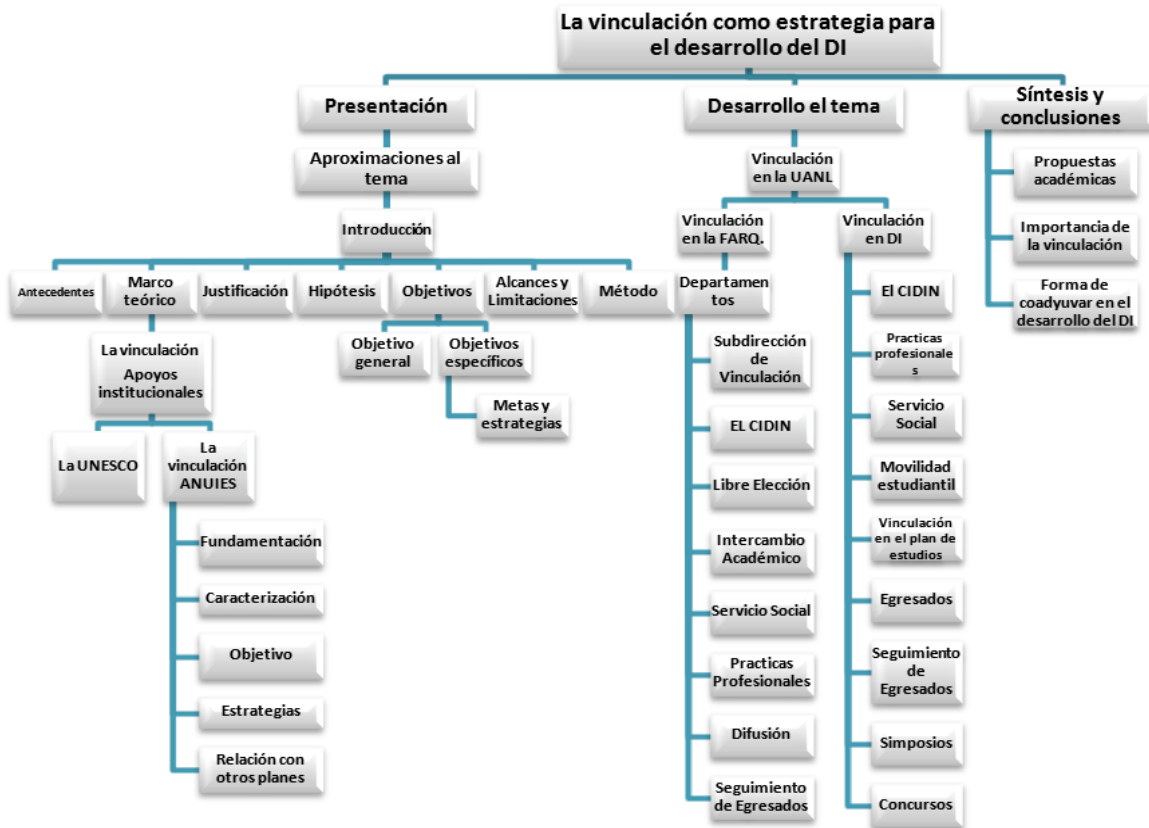 La vinculación como estrategia para
el desarrollo del DI
Presentación
Desarrollo el tema
Síntesis y
conclusiones
Aproximaciones al
tema
Introducción
Antecedentes
Marco
teórico
Justificación
Hipótesis
Objetivos
Alcances y
Limitaciones
Método
La vinculación
Apoyos
institucionales
La UNESCO
La
vinculación
ANUIES
Fundamentación
Caracterización
Objetivo
Estrategias
Relación con
otros planes
Objetivo
general
Objetivos
específicos
Metas y
estrategias
Vinculación
en la UANL
Vinculación
en la FARQ.
Departamen
tos
Subdirección
de
Vinculación
EL CIDIN
Libre Elección
Intercambio
Académico
Servicio Social
Practicas
Profesionales
Difusión
Seguimiento
de Egresados
Vinculación
en DI
El CIDIN
Practicas
profesionale
s
Servicio
Social
Movilidad
estudiantil
Vinculación
en el plan de
estudios
Egresados
Seguimiento
de
Egresados
Simposios
Concursos
Propuestas
académicas
Importancia de
la vinculación
Forma de
coadyuvar en el
desarrollo del DI